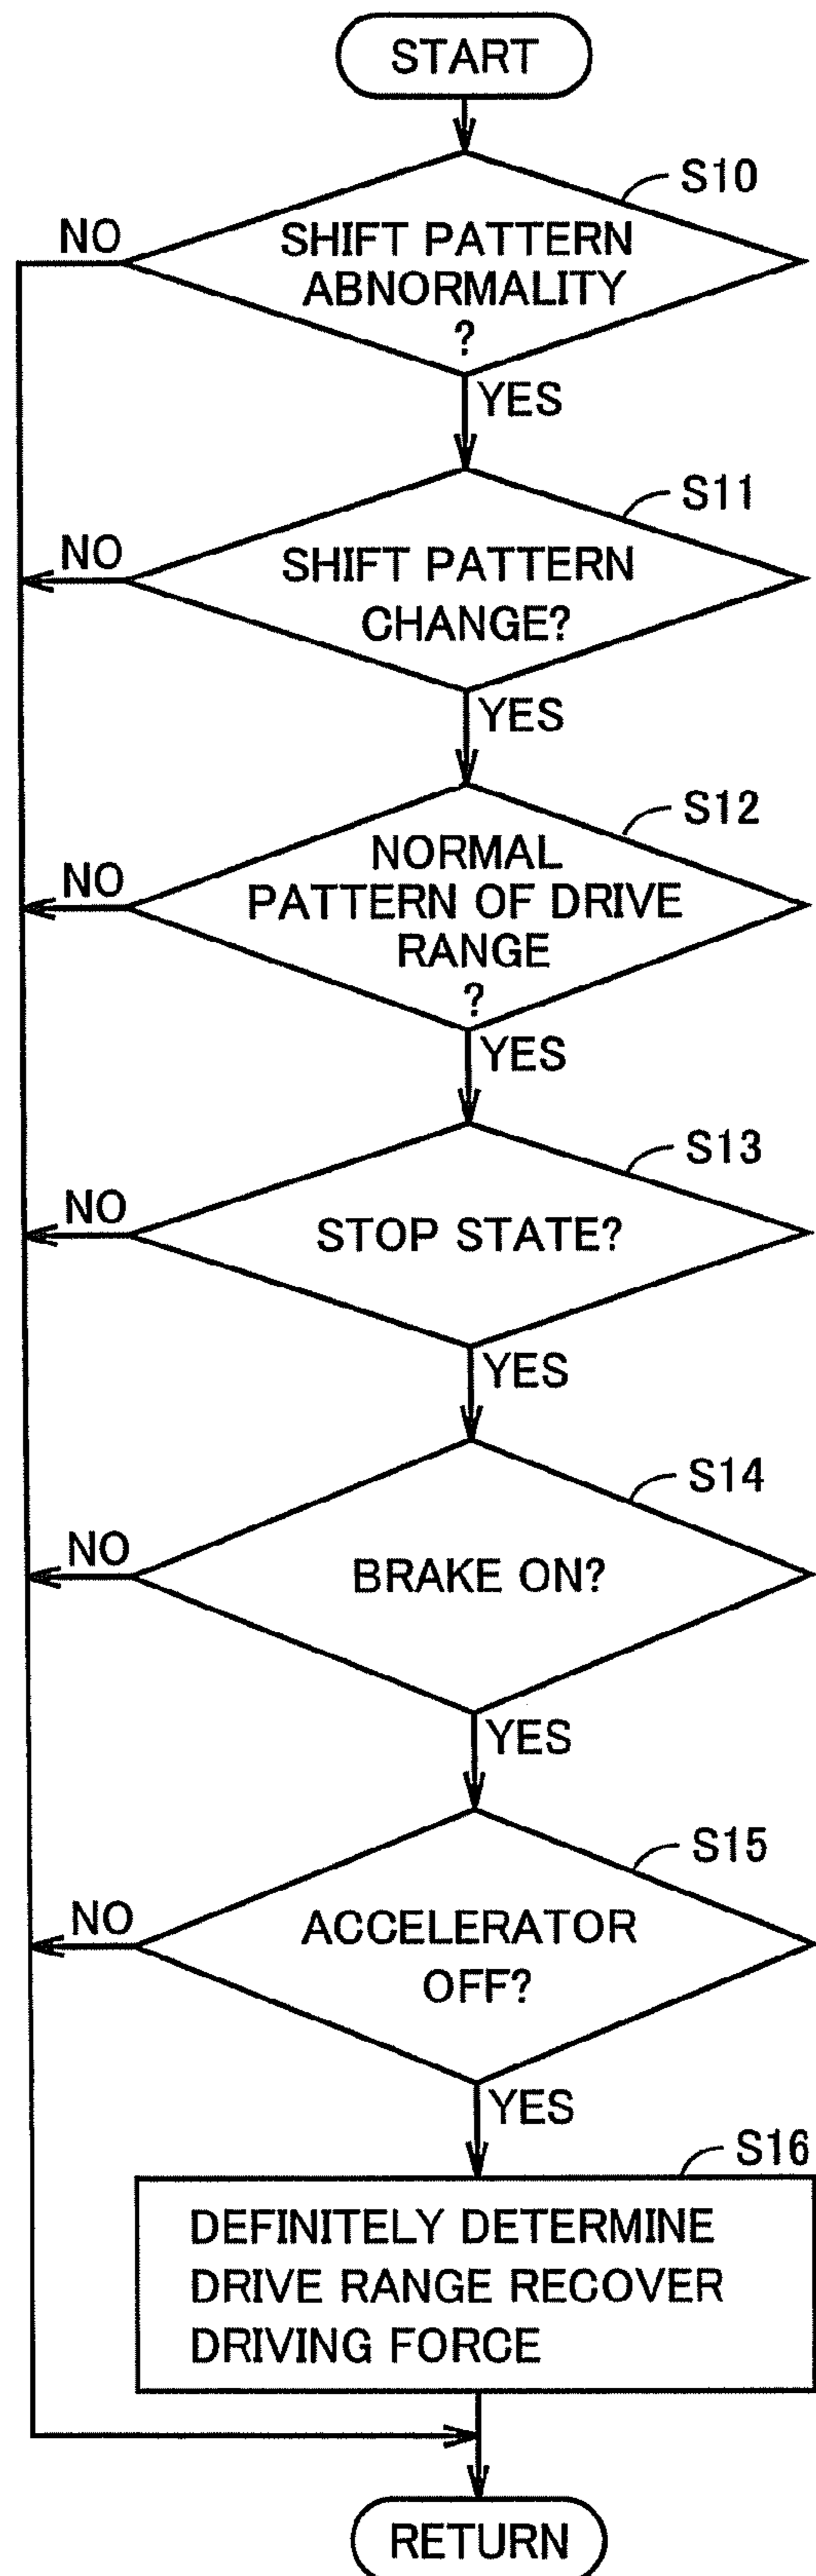 START
S10
NO
SHIFT PATTERN
ABNORMALITY
?
YES
S11
NO
SHIFT PATTERN
CHANGE?
YES
S12
NO
NORMAL
PATTERN OF DRIVE
RANGE
?
YES
S13
NO
STOP STATE?
YES
S14
NO
BRAKE ON?
YES
S15
NO
ACCELERATOR
OFF?
YES
S16
DEFINITELY DETERMINE
DRIVE RANGE RECOVER
DRIVING FORCE
RETURN